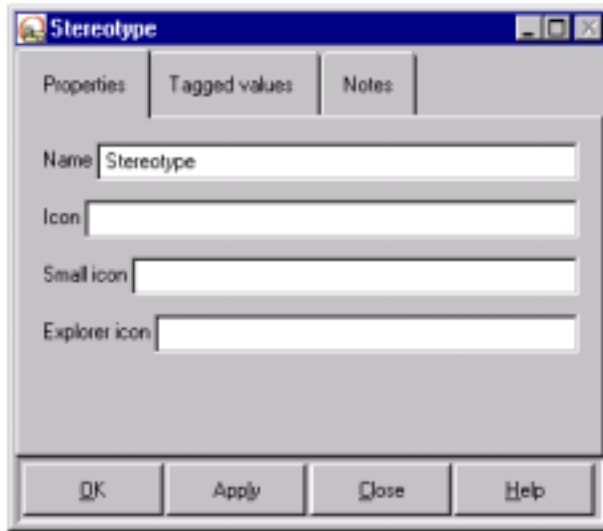 Stereotype
Properties Tagged values Notes
Name Stereotype
Icon
Small icon
Explorer icon
OK Apply Close Help